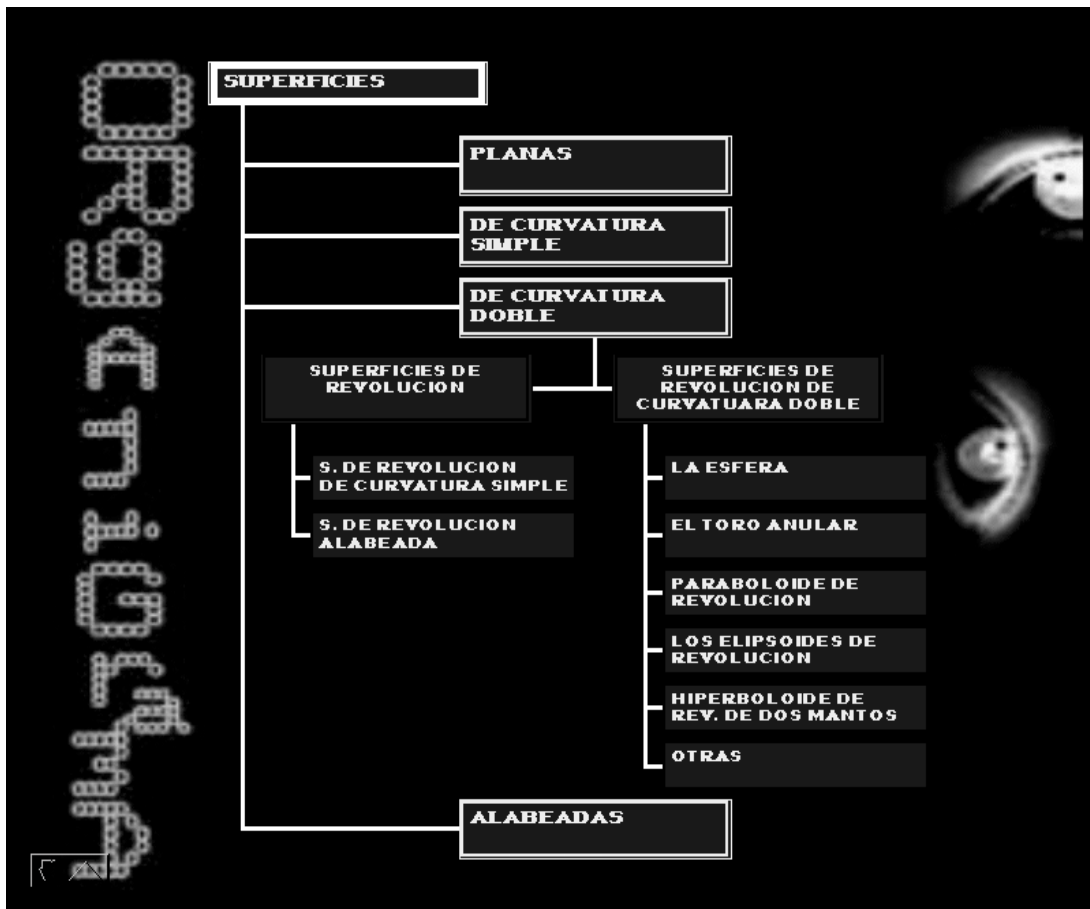 ORgAniGrAmA
SUPERFICIES
PLANAS
DE CURVATURA
SIMPLE
DE CURVATURA
DOBLE
SUPERFICIES DE
REVOLUCION
SUPERFICIES DE
REVOLUCION DE
CURVATUARA DOBLE
S. DE REVOLUCION
DE CURVATURA SIMPLE
S. DE REVOLUCION
ALABEADA
LA ESFERA
EL TORO ANULAR
PARABOLOIDE DE
REVOLUCION
LOS ELIPSOIDES DE
REVOLUCION
HIPERBOLOIDE DE
REV. DE DOS MANTOS
OTRAS
ALABEADAS